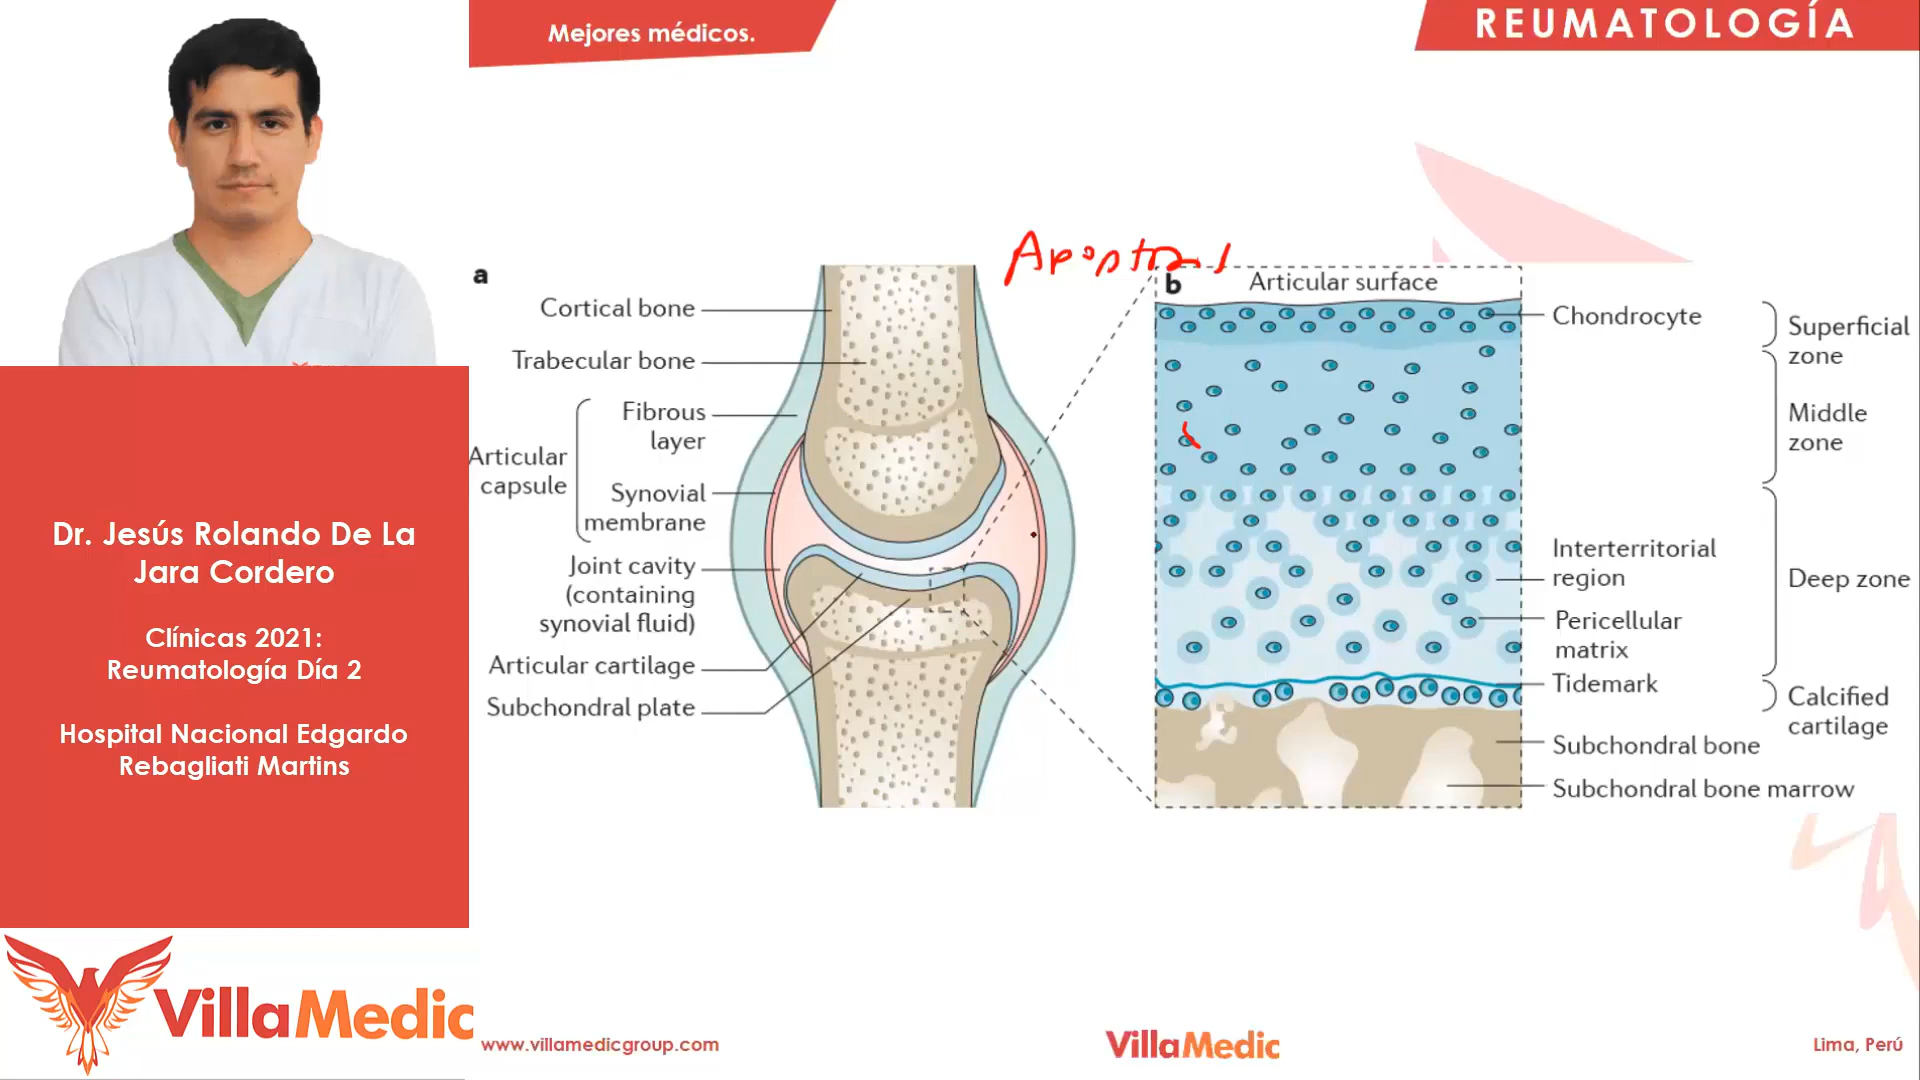 Mejores médicos.
REUMATOLOGÍA
Dr. Jesús Rolando De La
Jara Cordero
Clínicas 2021:
Reumatología Día 2
Hospital Nacional Edgardo
Rebagliati Martins
VillaMedic
a
Cortical bone
Trabecular bone
Fibrous
layer
Articular
capsule
Synovial
membrane
Joint cavity
(containing
synovial fluid)
Articular cartilage
Subchondral plate
b
Articular surface
Chondrocyte
Superficial
zone
Middle
zone
Interterritorial
region
Deep zone
Pericellular
matrix
Tidemark
Calcified
cartilage
Subchondral bone
Subchondral bone marrow
www.villamedicgroup.com
VillaMedic
Lima, Perú